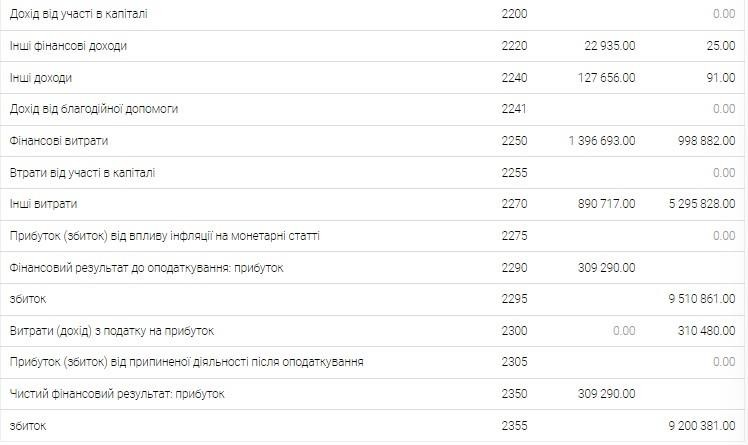 Дохід від участі в капіталі 2200 0.00
Інші фінансові доходи 2220 22 935.00 25.00
Інші доходи 2240 127 656.00 91.00
Дохід від благодійної допомоги 2241 0.00
Фінансові витрати 2250 1 396 693.00 998 882.00
Втрати від участі в капіталі 2255 0.00
Інші витрати 2270 890 717.00 5 295 828.00
Прибуток (збиток) від впливу інфляції на монетарні статті 2275 0.00
Фінансовий результат до оподаткування: прибуток 2290 309 290.00
збиток 2295 9 510 861.00
Витрати (дохід) з податку на прибуток 2300 0.00 310 480.00
Прибуток (збиток) від припиненої діяльності після оподаткування 2305 0.00
Чистий фінансовий результат: прибуток 2350 309 290.00
збиток 2355 9 200 381.00